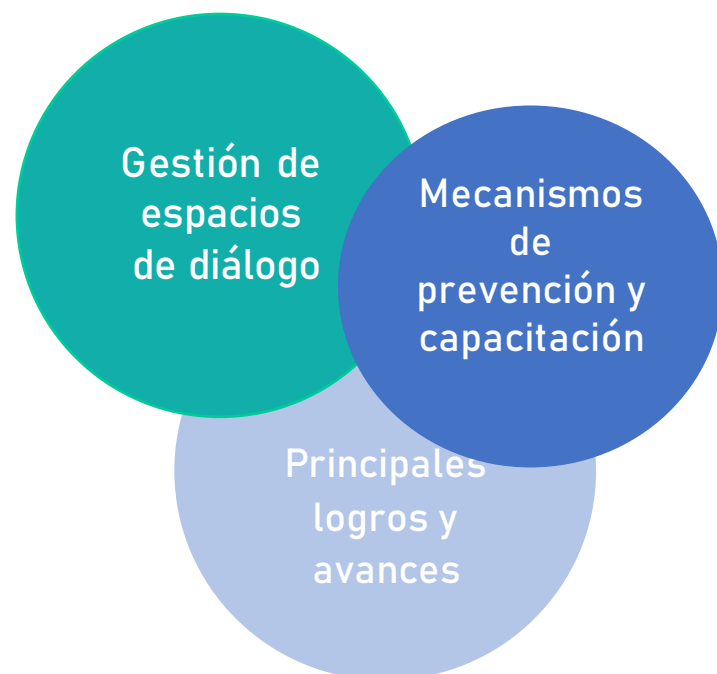 Gestión de
espacios
de diálogo
Mecanismos
de
prevención y
capacitación
Principales
logros y
avances